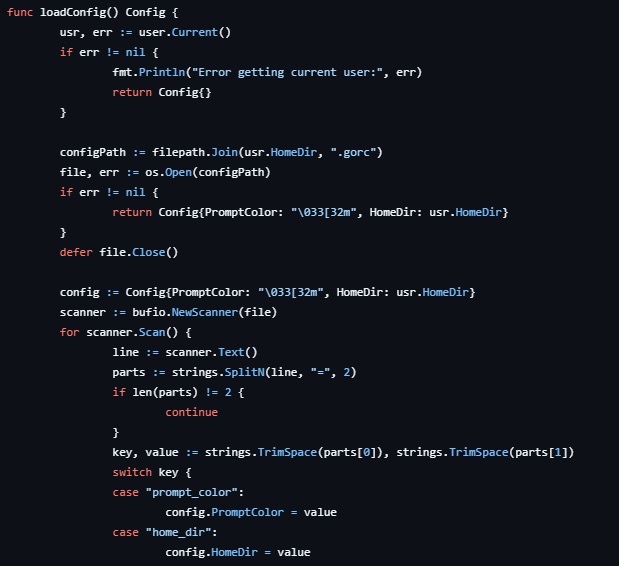 func loadConfig() Config {
usr, err := user.Current()
if err != nil {
fmt.Println("Error getting current user:", err)
return Config{}
}
configPath := filepath.Join(usr.HomeDir, ".gorc")
file, err := os.Open(configPath)
if err != nil {
return Config{PromptColor: "\033[32m", HomeDir: usr.HomeDir}
}
defer file.Close()
config := Config{PromptColor: "\033[32m", HomeDir: usr.HomeDir}
scanner := bufio.NewScanner(file)
for scanner.Scan() {
line := scanner.Text()
parts := strings.SplitN(line, "=", 2)
if len(parts) != 2 {
continue
}
key, value := strings.TrimSpace(parts[0]), strings.TrimSpace(parts[1])
switch key {
case "prompt_color":
config.PromptColor = value
case "home_dir":
config.HomeDir = value